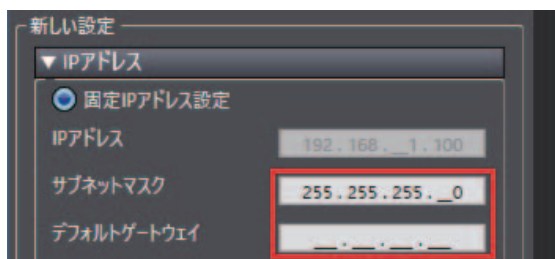 新しい設定
▼ IPアドレス
固定IPアドレス設定
IPアドレス 192.168.__1.100
サブネットマスク 255.255.255.__0
デフォルトゲートウェイ __.__.__.__